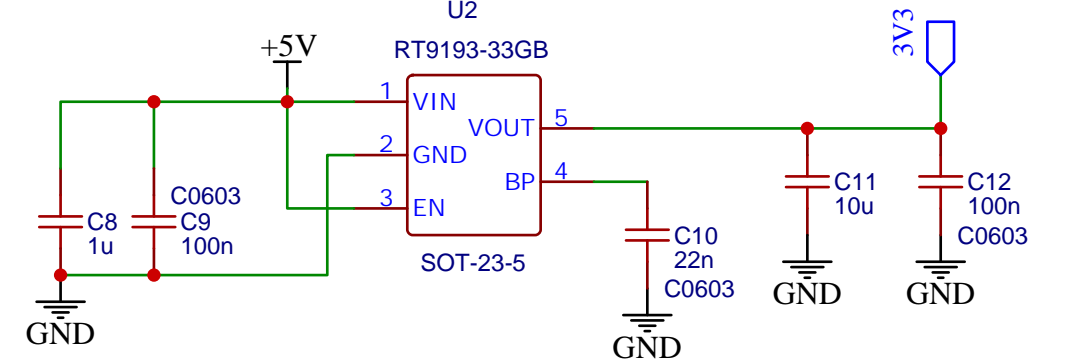 U2
RT9193-33GB
+5V
3V3
1
VIN
VOUT
5
2
GND
BP
4
3
EN
C0603
C8
1u
C9
100n
SOT-23-5
C10
22n
C0603
C11
10u
C12
100n
C0603
GND
GND
GND
GND